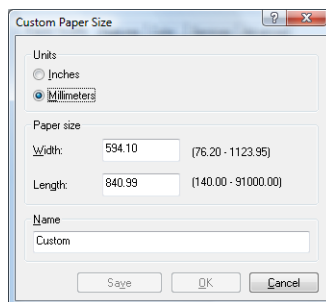 Custom Paper Size
Units
Inches
Millimeters
Paper size
Width: 594.10 (76.20 - 1123.95)
Length: 840.99 (140.00 - 91000.00)
Name
Custom
Save OK Cancel